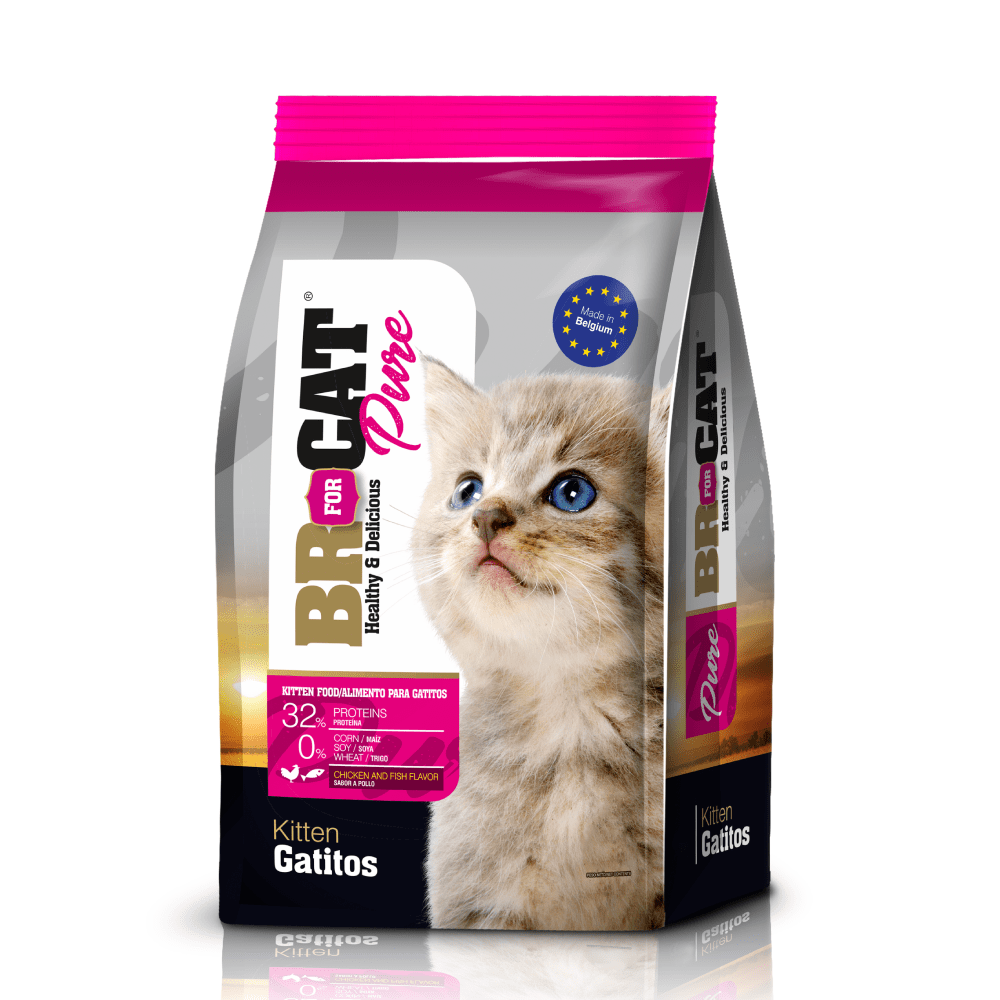 Made in
Belgium
BR FOR CAT®
Pure
Healthy & Delicious
KITTEN FOOD/ALIMENTO PARA GATITOS
32% PROTEINS
PROTEÍNA
0% CORN / MAÍZ
SOY / SOYA
WHEAT / TRIGO
CHICKEN AND FISH FLAVOR
SABOR A POLLO
Kitten
Gatitos
BR FOR CAT
Healthy & Delicious
Pure
Kitten
Gatitos